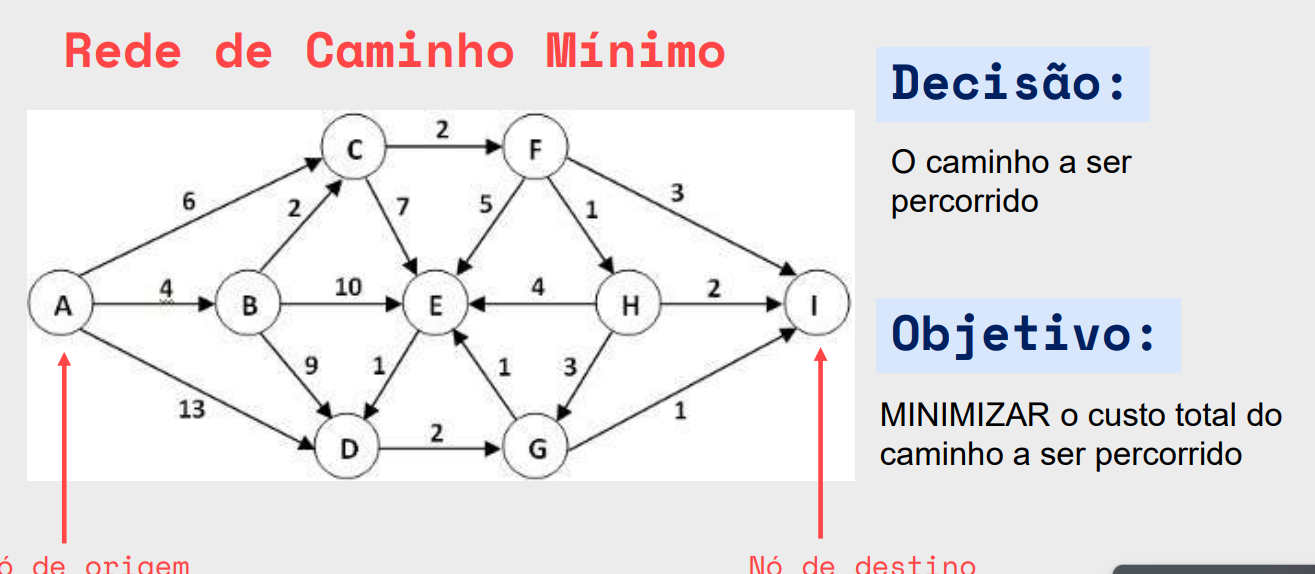 Rede de Caminho Mínimo
Decisão:
O caminho a ser
percorrido
Objetivo:
MINIMIZAR o custo total do
caminho a ser percorrido
2
C
F
6
2
7
5
1
3
4
10
4
2
A
B
E
H
I
9
1
1
3
13
1
2
D
G
ó de origem
Nó de destino